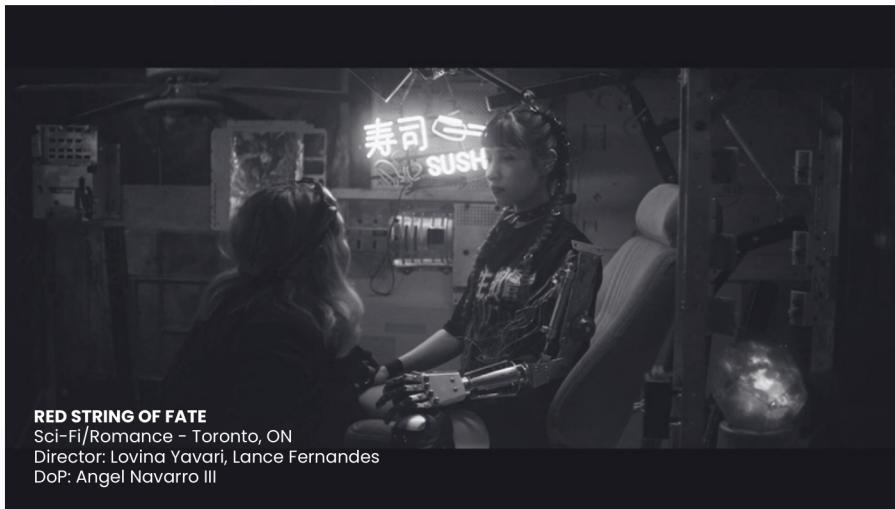 寿司
SUSH
RED STRING OF FATE
Sci-Fi/Romance - Toronto, ON
Director: Lovina Yavari, Lance Fernandes
DoP: Angel Navarro III